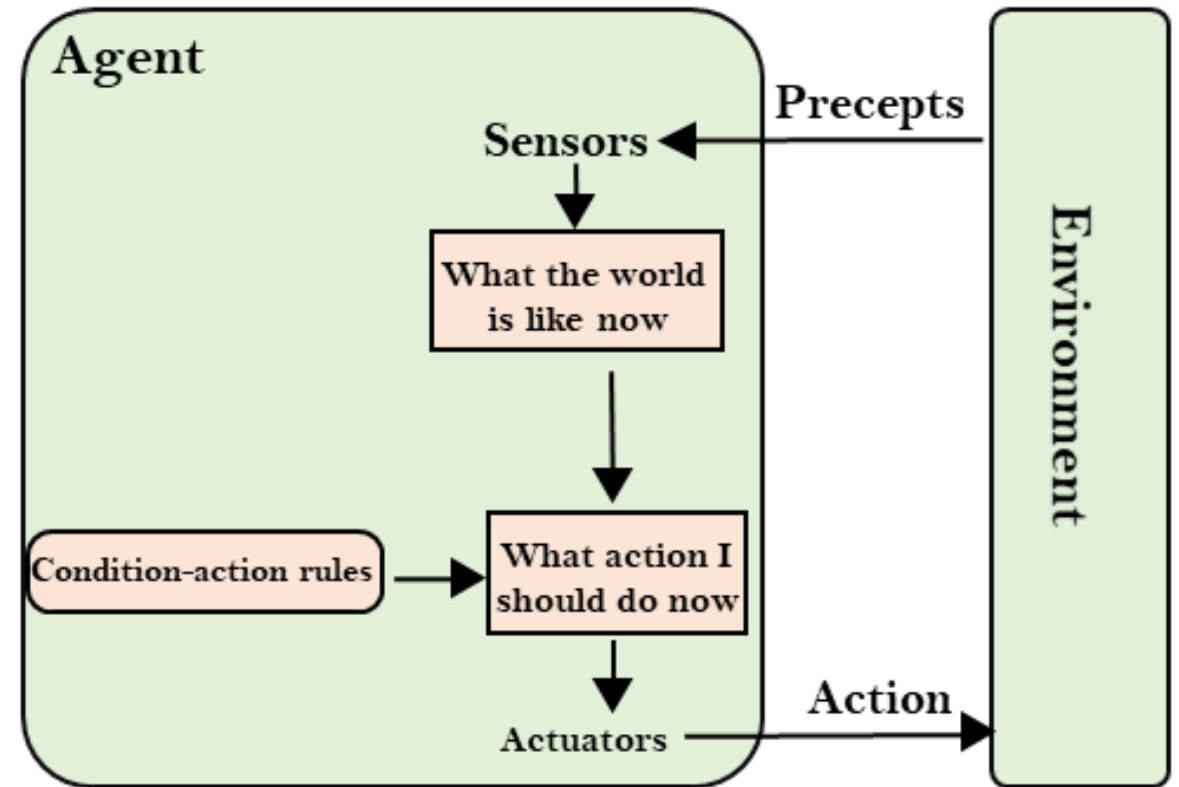 Agent
Precepts
Sensors
What the world
is like now
Environment
Condition-action rules
What action I
should do now
Action
Actuators